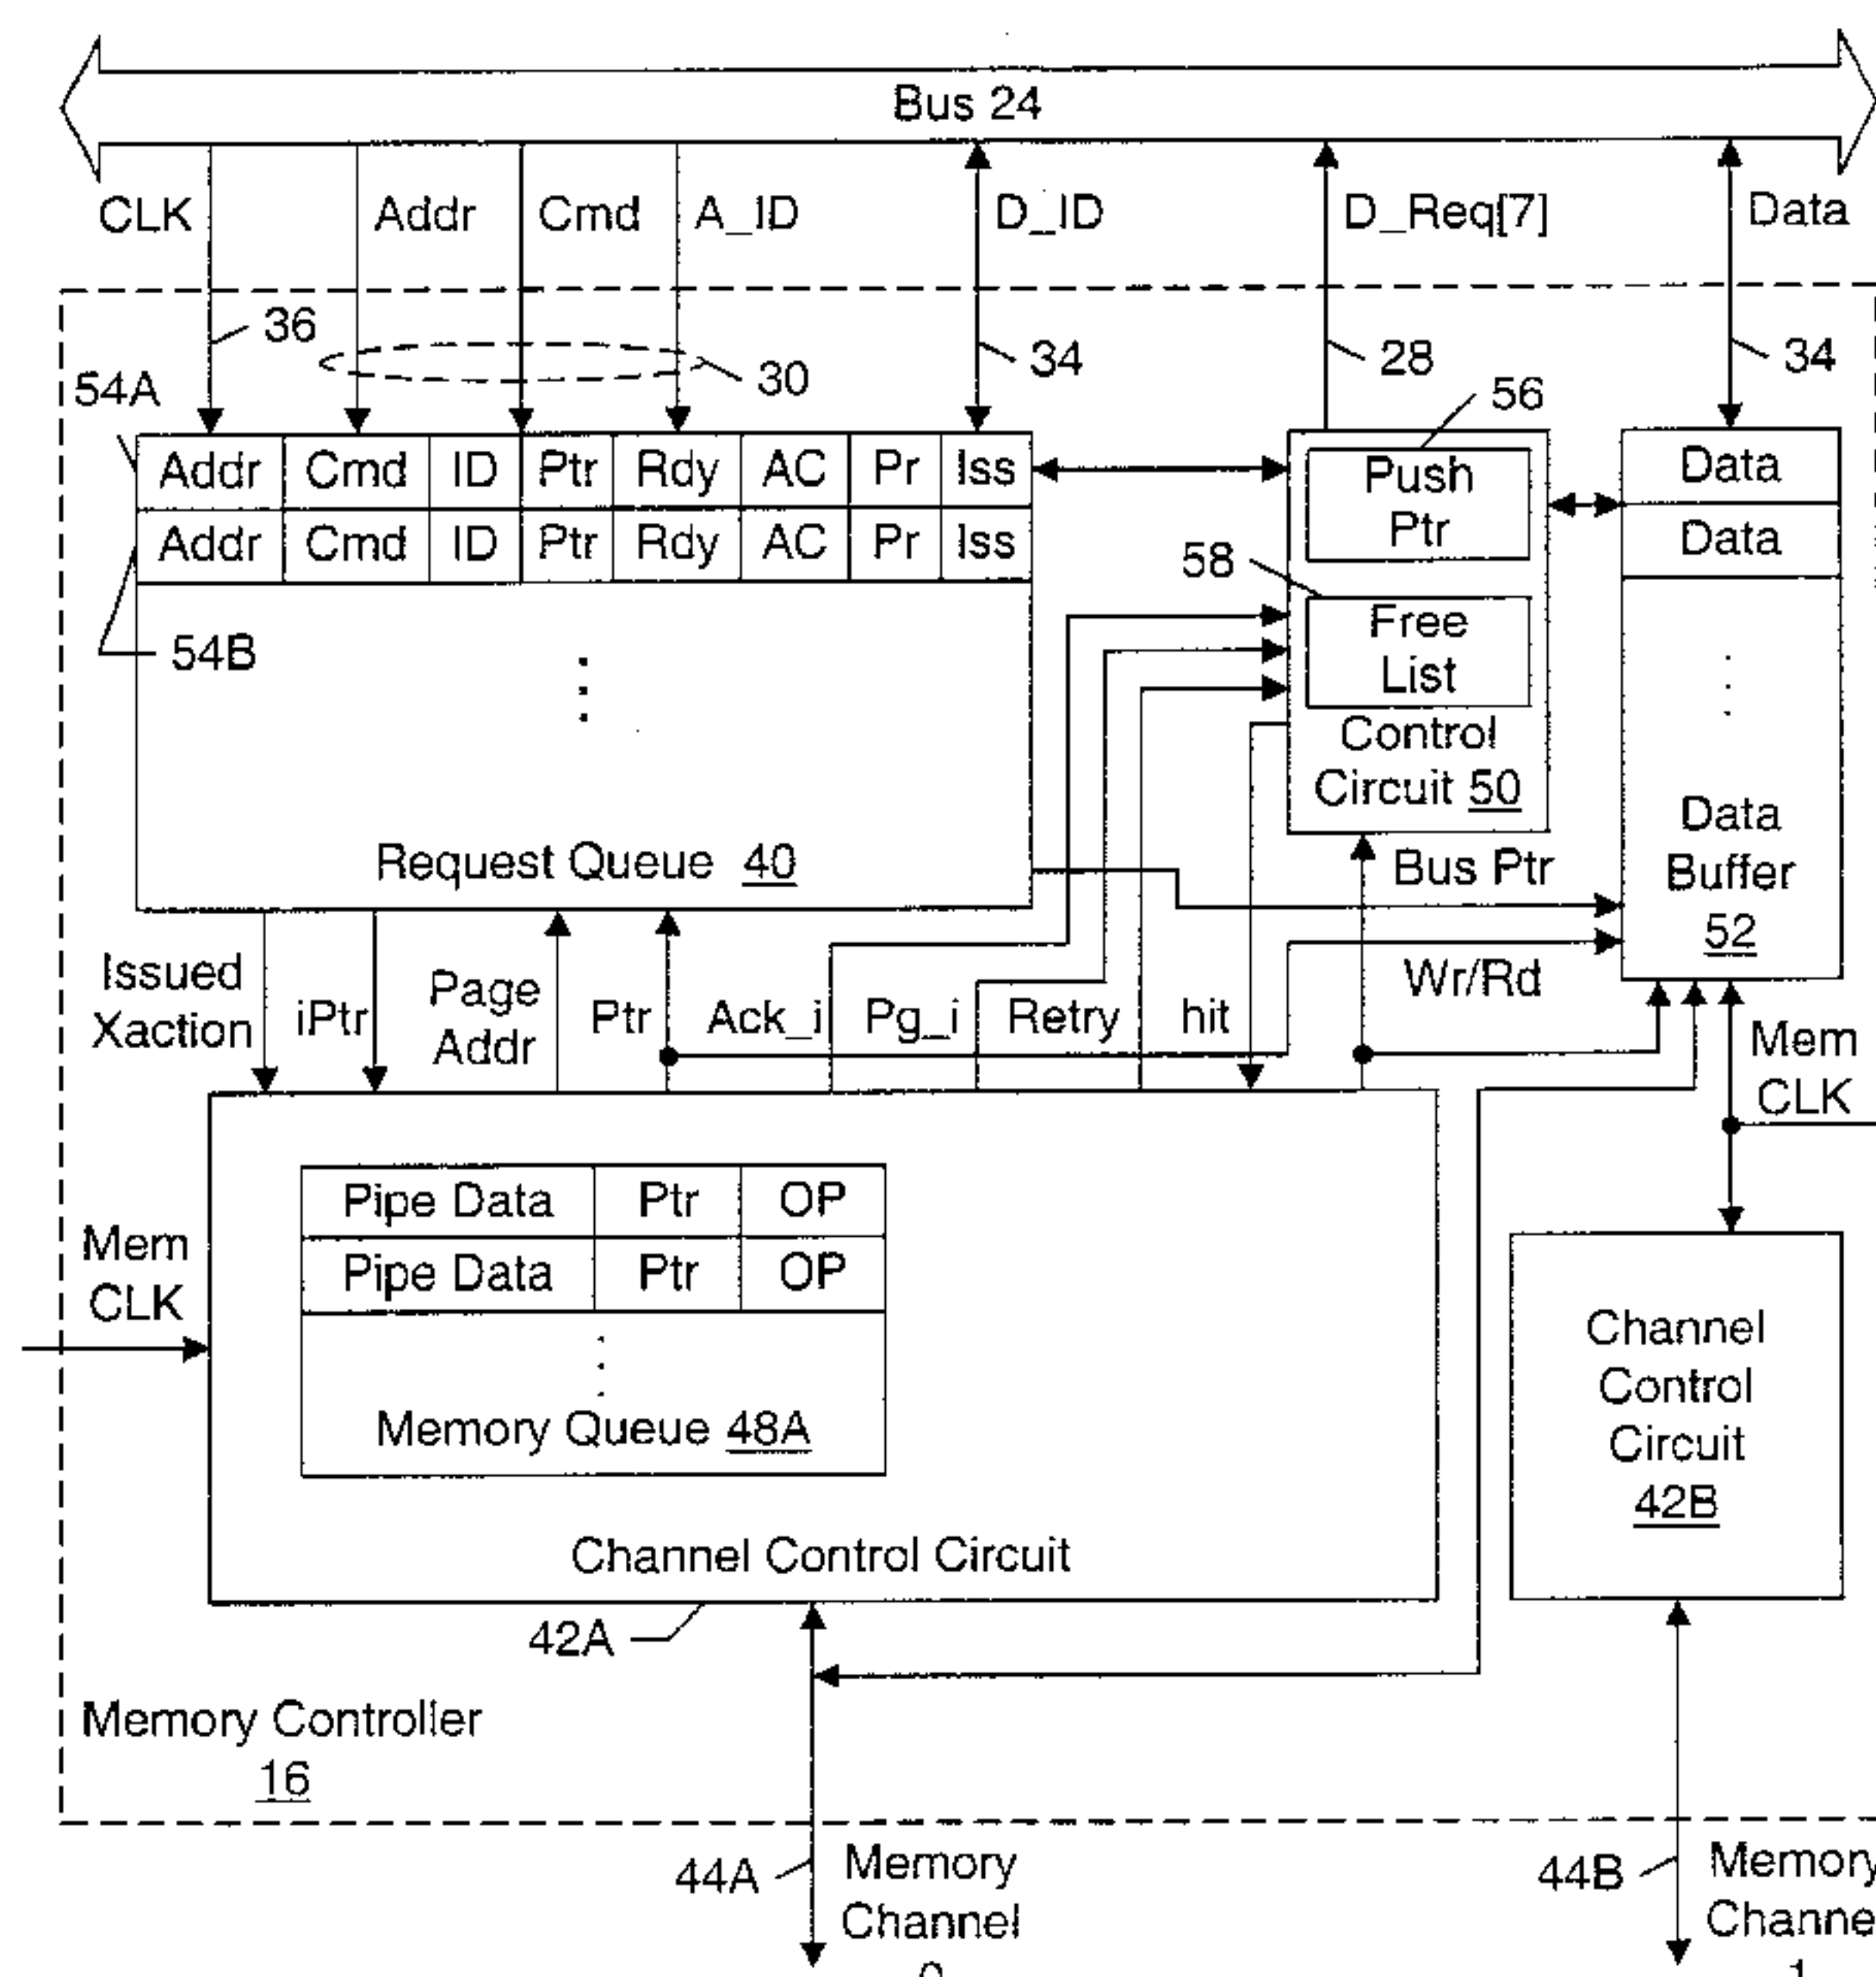 Bus 24
CLK
Addr
Cmd
A_ID
D_ID
D_Req[7]
Data
36
30
34
28
34
54A
56
Addr Cmd ID Ptr Rdy AC Pr Iss
Addr Cmd ID Ptr Rdy AC Pr Iss
54B
Request Queue 40
Push
Ptr
58
Free
List
Control
Circuit 50
Data
Data
Data
Buffer
52
Bus Ptr
Wr/Rd
Issued
Xaction
iPtr
Page
Addr
Ptr
Ack_i
Pg_i
Retry
hit
Mem
CLK
Pipe Data Ptr OP
Pipe Data Ptr OP
Memory Queue 48A
Mem
CLK
Channel Control Circuit
42A
Channel
Control
Circuit
42B
Memory Controller
16
44A
Memory
Channel
0
44B
Memory
Channe
1